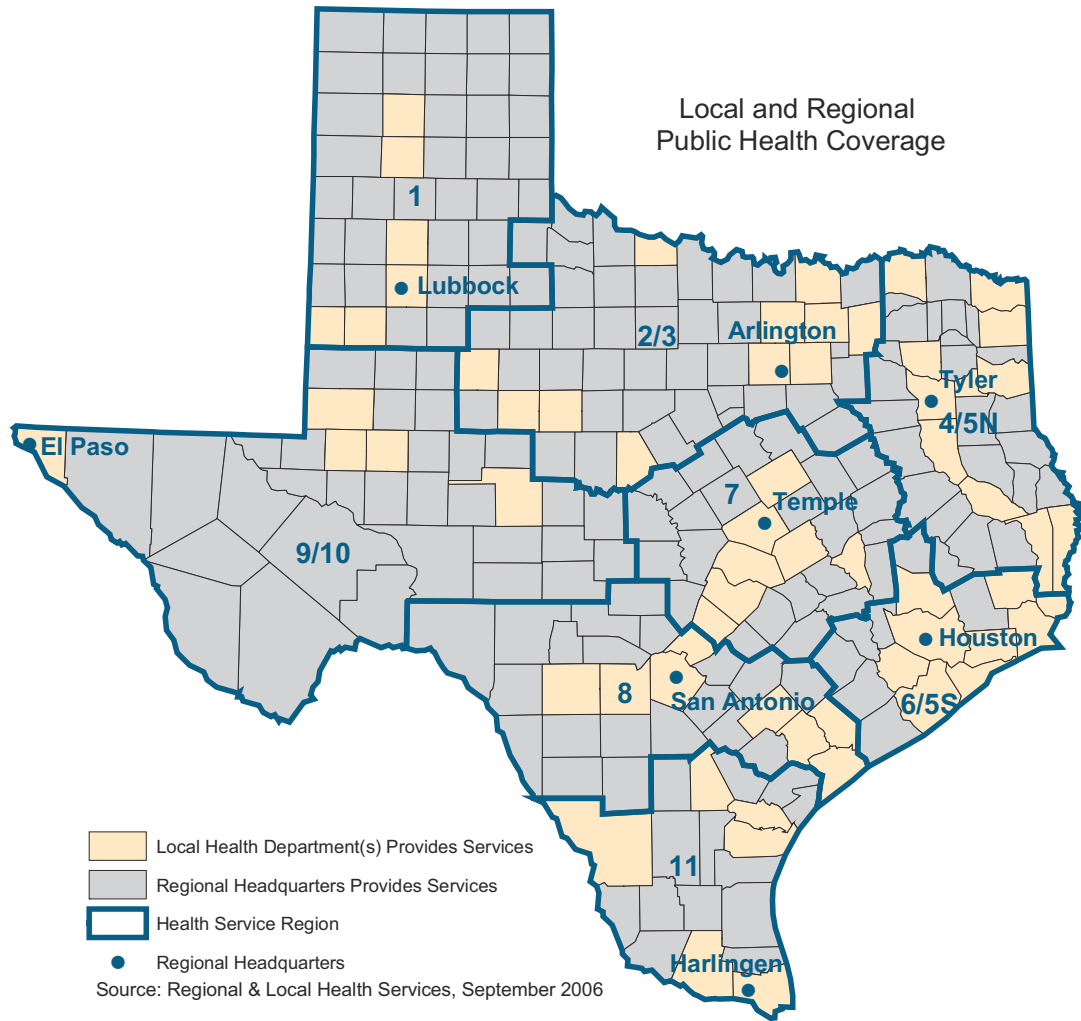 Local and Regional
Public Health Coverage
1
Lubbock
2/3
Arlington
Tyler
4/5N
El Paso
7
Temple
9/10
Houston
8
San Antonio
6/5S
11
Harlingen
Local Health Department(s) Provides Services
Regional Headquarters Provides Services
Health Service Region
Regional Headquarters
Source: Regional & Local Health Services, September 2006